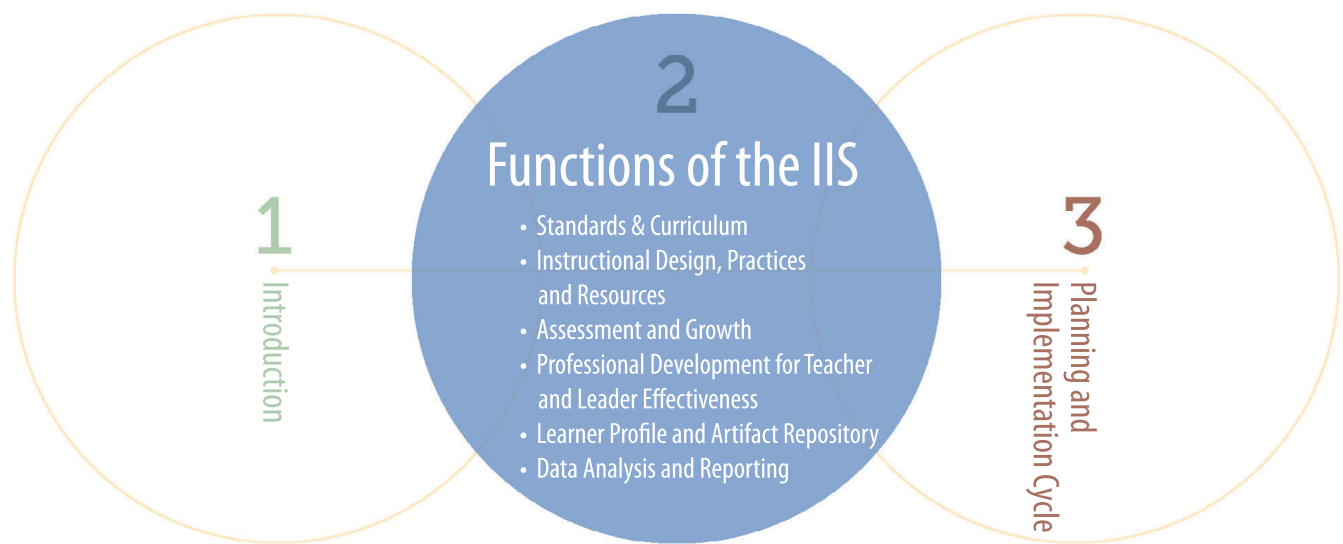 1
Introduction
2
Functions of the IIS
• Standards & Curriculum
• Instructional Design, Practices
and Resources
• Assessment and Growth
• Professional Development for Teacher
and Leader Effectiveness
• Learner Profile and Artifact Repository
• Data Analysis and Reporting
3
Planning and
Implementation Cycle